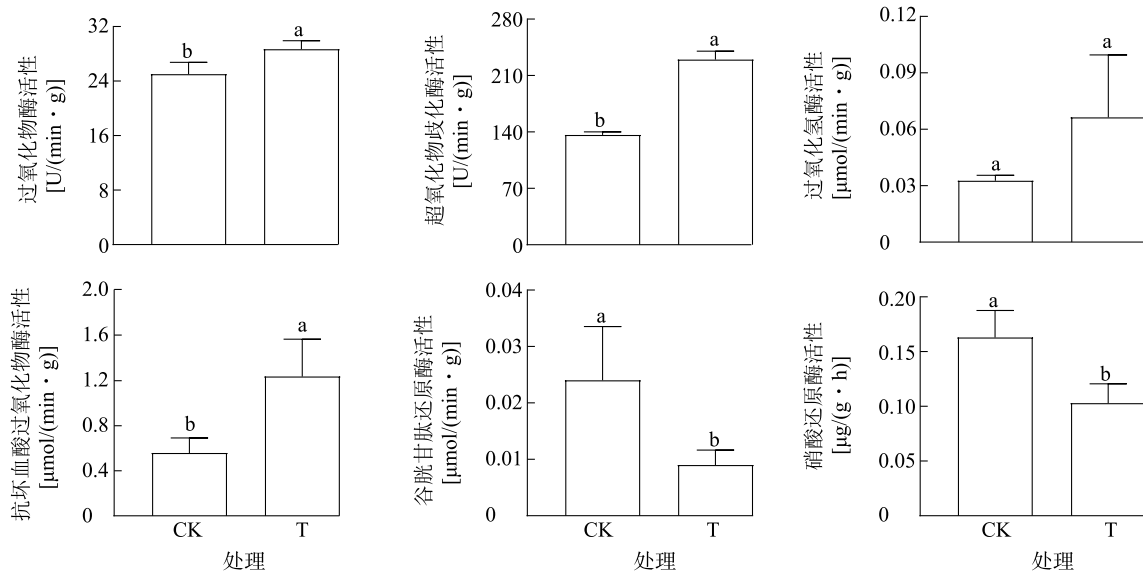 过氧化物酶活性
[U/(min·g)]
32
24
16
8
0
b
a
超氧化物歧化酶活性
[U/(min·g)]
280
210
140
70
0
b
a
过氧化氢酶活性
[μmol/(min·g)]
0.12
0.09
0.06
0.03
0
a
a
抗坏血酸过氧化物酶活性
[μmol/(min·g)]
2.0
1.6
1.2
0.8
0.4
0
b
a
CK
T
处理
谷胱甘肽还原酶活性
[μmol/(min·g)]
0.04
0.03
0.02
0.01
0
a
b
CK
T
处理
硝酸还原酶活性
[μg/(g·h)]
0.20
0.15
0.10
0.05
0
a
b
CK
T
处理